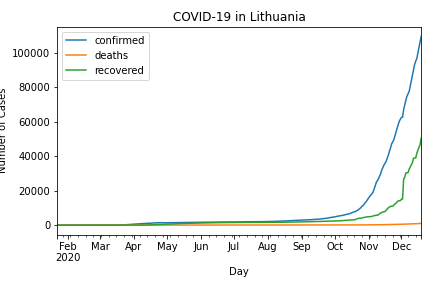 COVID-19 in Lithuania
confirmed
deaths
recovered
100000
80000
60000
40000
20000
0
Number of Cases
Feb Mar Apr May Jun Jul Aug Sep Oct Nov Dec
2020
Day